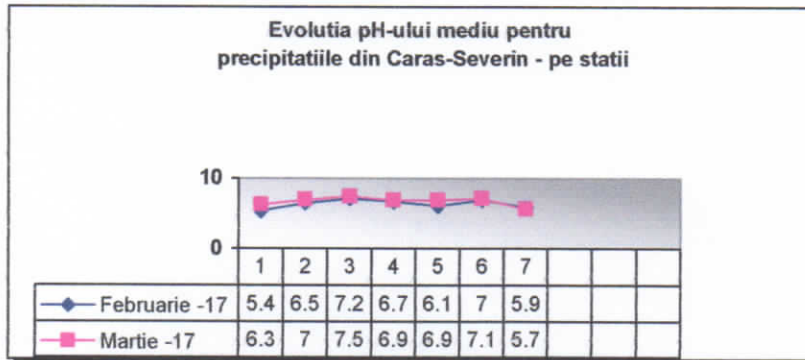 Evolutia pH-ului mediu pentru
precipitatiile din Caras-Severin - pe statii
10
0
1 2 3 4 5 6 7
Februarie -17 5.4 6.5 7.2 6.7 6.1 7 5.9
Martie -17 6.3 7 7.5 6.9 6.9 7.1 5.7